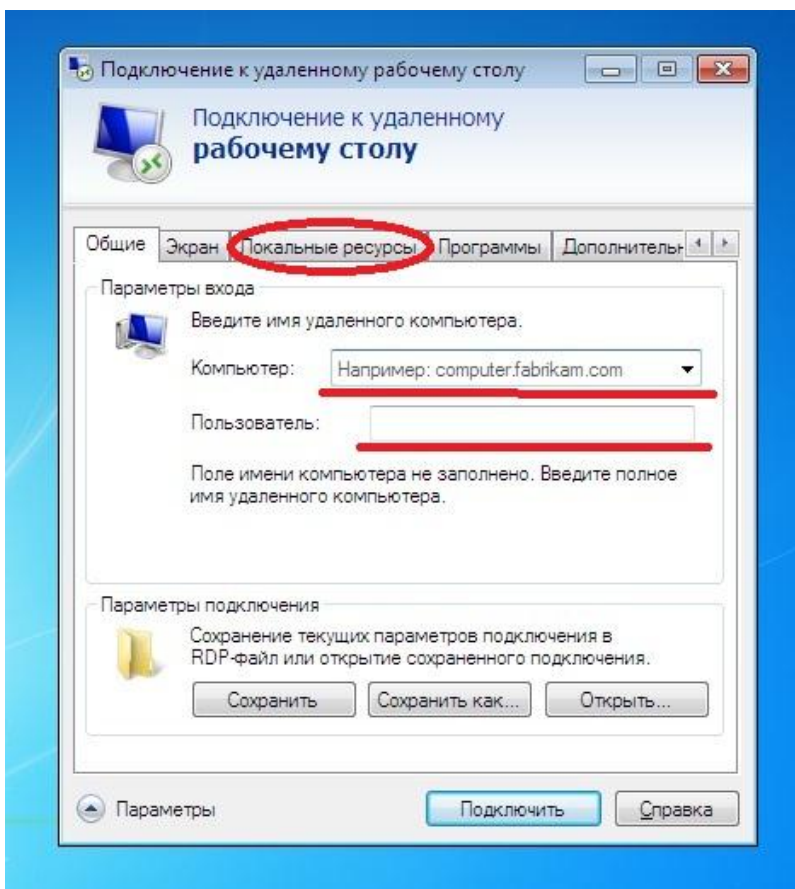 Подключение к удаленному рабочему столу
Подключение к удаленному
рабочему столу
Общие Экран Локальные ресурсы Программы Дополнительн
Параметры входа
Введите имя удаленного компьютера.
Компьютер: Например: computer.fabrikam.com
Пользователь:
Поле имени компьютера не заполнено. Введите полное
имя удаленного компьютера.
Параметры подключения
Сохранение текущих параметров подключения в
RDP-файл или открытие сохраненного подключения.
Сохранить Сохранить как... Открыть...
Параметры Подключить Справка